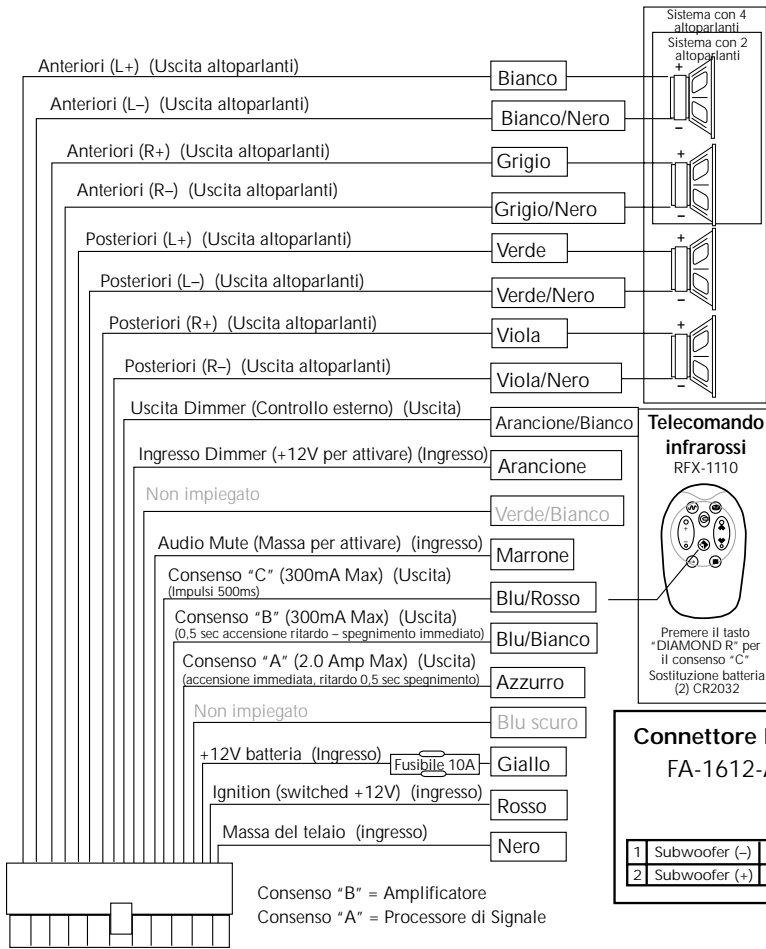 Sistema con 4
altoparlanti
Sistema con 2
altoparlanti
Anteriori (L+) (Uscita altoparlanti)
Bianco
+
Anteriori (L–) (Uscita altoparlanti)
Bianco/Nero
–
Anteriori (R+) (Uscita altoparlanti)
Grigio
+
Anteriori (R–) (Uscita altoparlanti)
Grigio/Nero
–
Posteriori (L+) (Uscita altoparlanti)
Verde
+
Posteriori (L–) (Uscita altoparlanti)
Verde/Nero
–
Posteriori (R+) (Uscita altoparlanti)
Viola
+
Posteriori (R–) (Uscita altoparlanti)
Viola/Nero
–
Uscita Dimmer (Controllo esterno) (Uscita)
Arancione/Bianco
Ingresso Dimmer (+12V per attivare) (Ingresso)
Arancione
Non impiegato
Verde/Bianco
Audio Mute (Massa per attivare) (ingresso)
Marrone
Consenso "C" (300mA Max) (Uscita)
(Impulsi 500ms)
Blu/Rosso
Consenso "B" (300mA Max) (Uscita)
(0,5 sec accensione ritardo – spegnimento immediato)
Blu/Bianco
Consenso "A" (2.0 Amp Max) (Uscita)
(accensione immediata, ritardo 0,5 sec spegnimento)
Azzurro
Non impiegato
Blu scuro
+12V batteria (Ingresso)
Fusibile 10A
Giallo
Ignition (switched +12V) (ingresso)
Rosso
Massa del telaio (ingresso)
Nero
Consenso "B" = Amplificatore
Consenso "A" = Processore di Signale
Telecomando
infrarossi
RFX-1110
Premere il tasto
"DIAMOND R" per
il consenso "C"
Sostituzione batteria
(2) CR2032
Connettore
FA-1612-
1 Subwoofer (–)
2 Subwoofer (+)